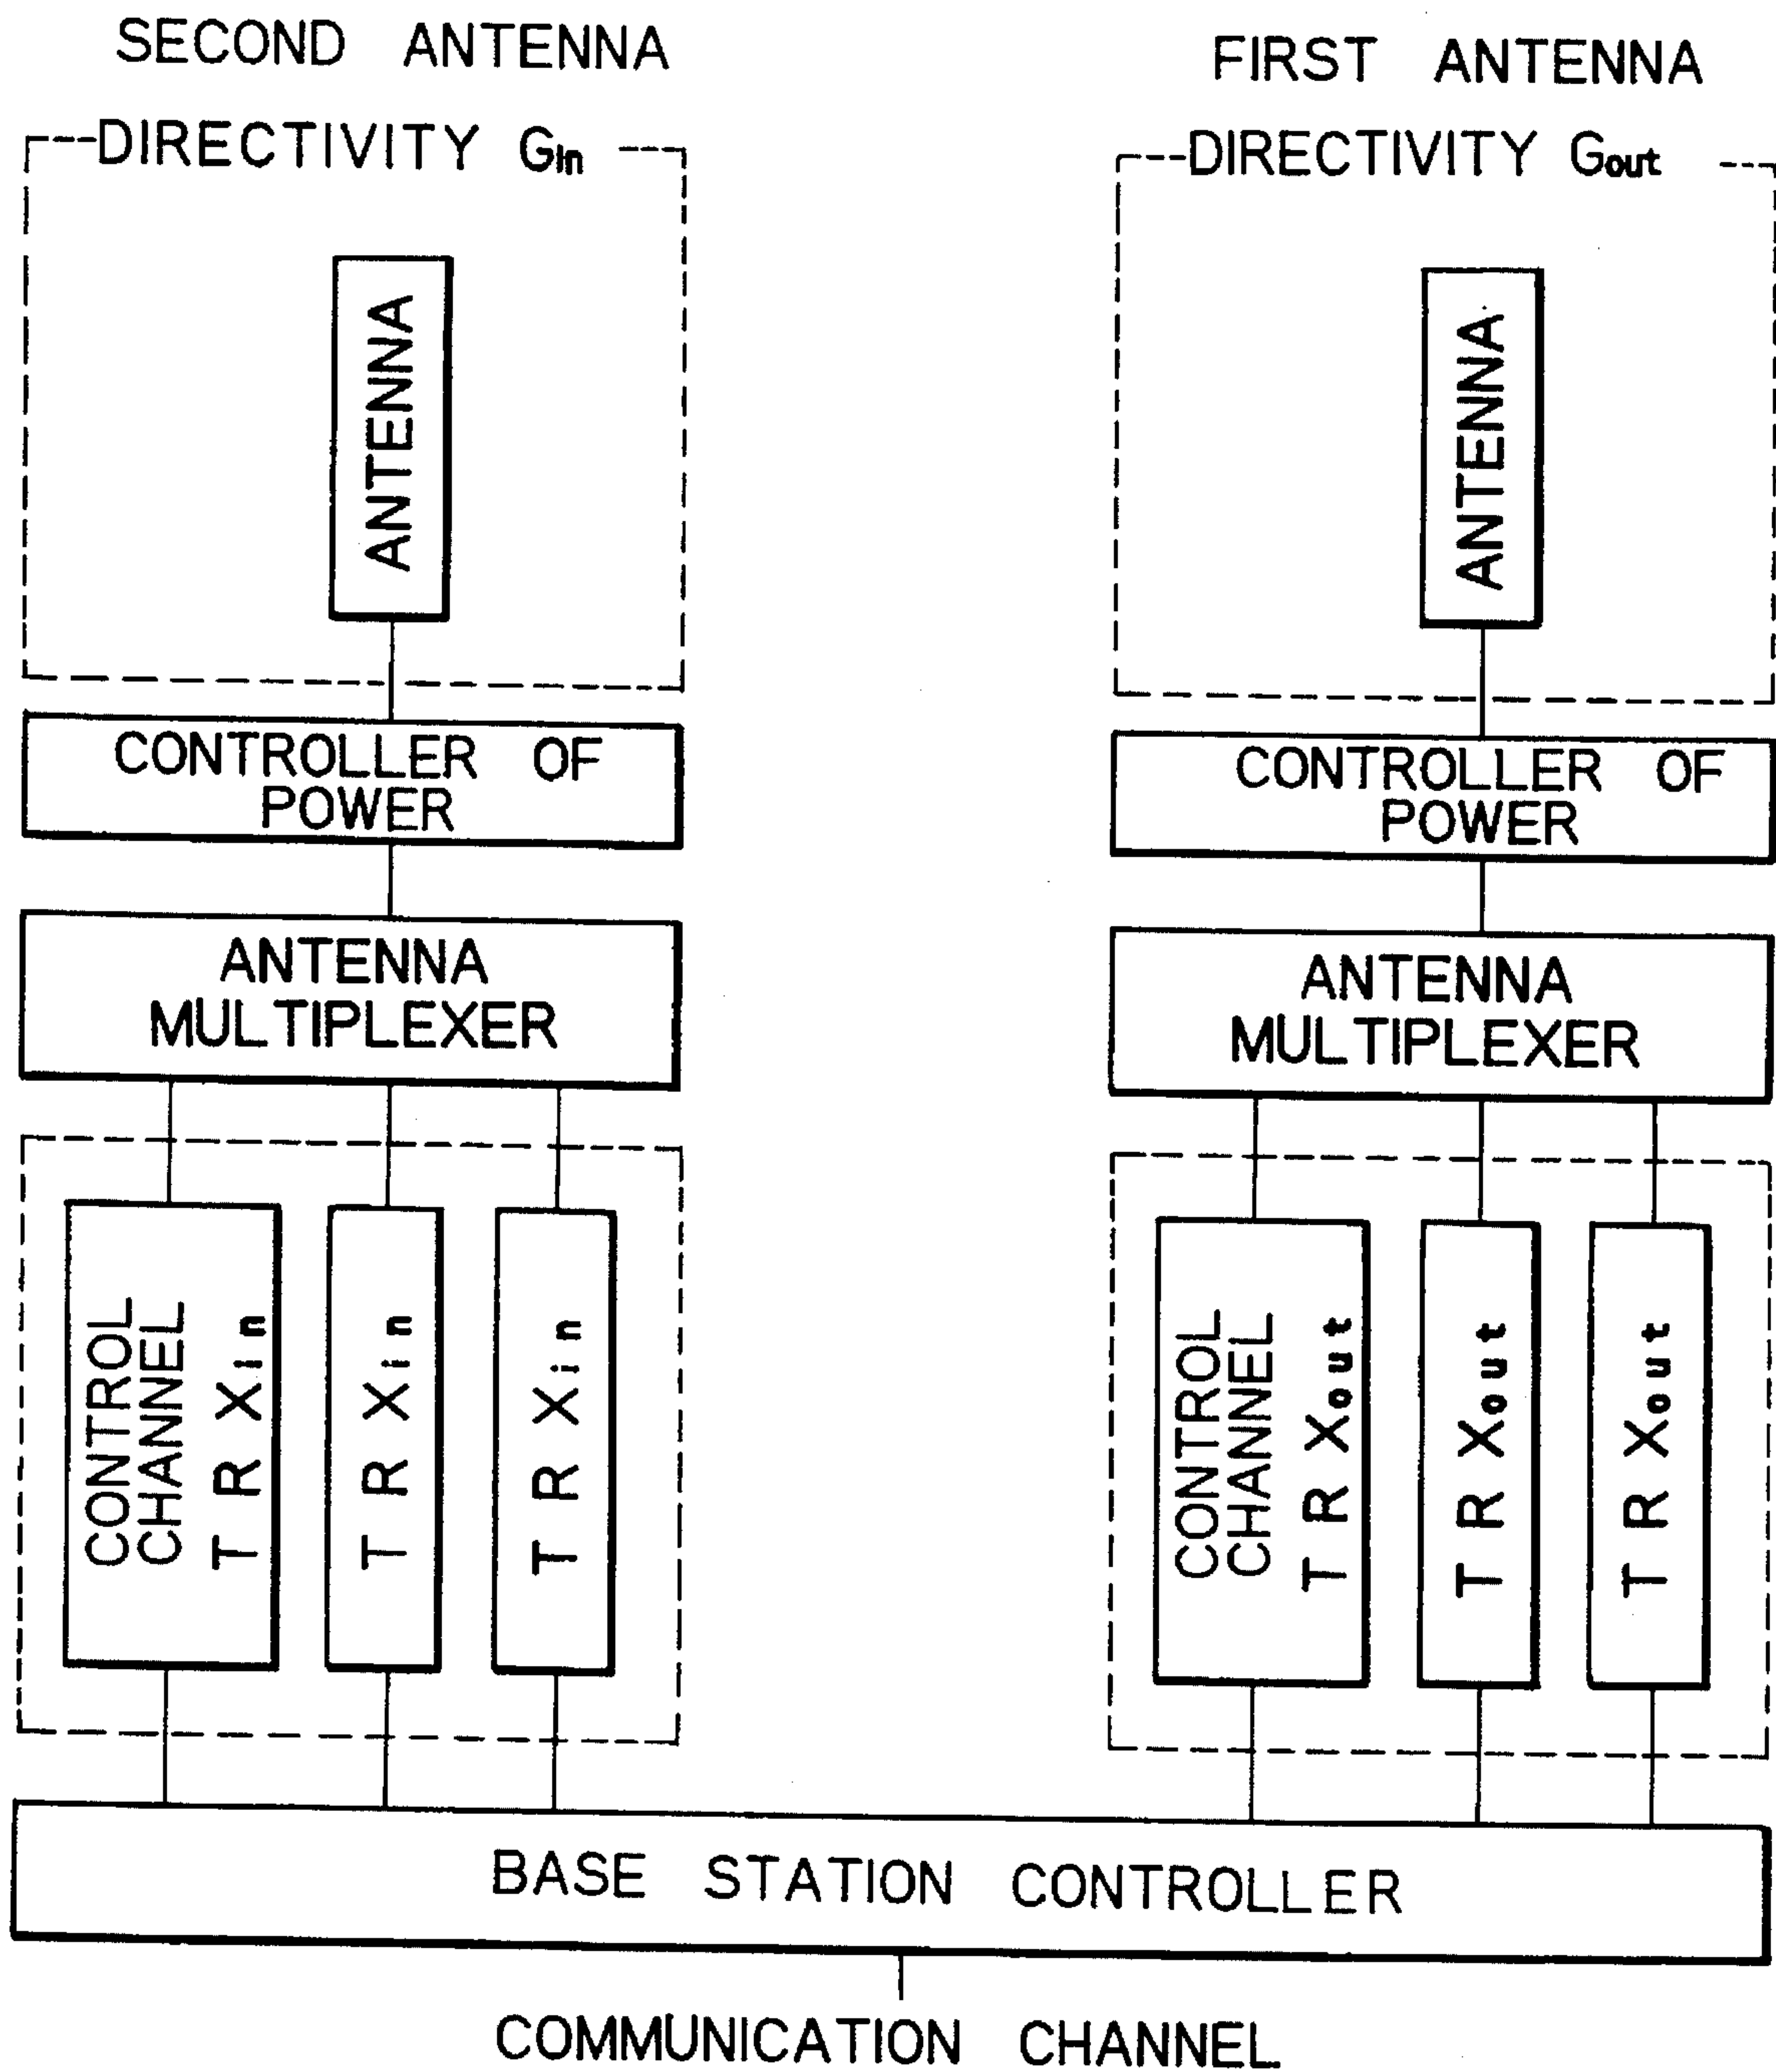 SECOND ANTENNA
DIRECTIVITY Gin
ANTENNA
CONTROLLER OF
POWER
ANTENNA
MULTIPLEXER
CONTROL
CHANNEL
TRXin
TRXin
TRXin
FIRST ANTENNA
DIRECTIVITY Gout
ANTENNA
CONTROLLER OF
POWER
ANTENNA
MULTIPLEXER
CONTROL
CHANNEL
TRXout
TRXout
TRXout
BASE STATION CONTROLLER
COMMUNICATION CHANNEL